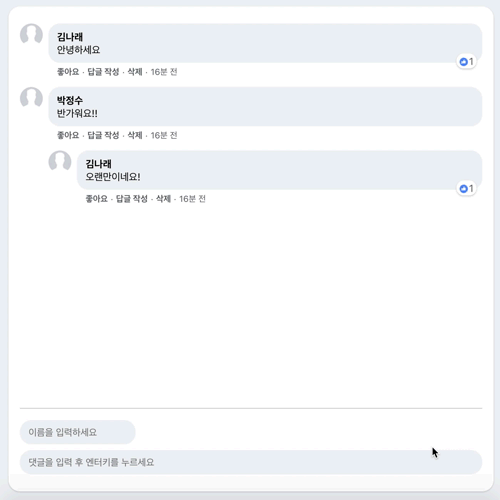 김나래
안녕하세요
1
좋아요 · 답글 작성 · 삭제 · 16분 전
박정수
반가워요!!
좋아요 · 답글 작성 · 삭제 · 16분 전
김나래
오랜만이네요!
1
좋아요 · 답글 작성 · 삭제 · 16분 전
이름을 입력하세요
댓글을 입력 후 엔터키를 누르세요